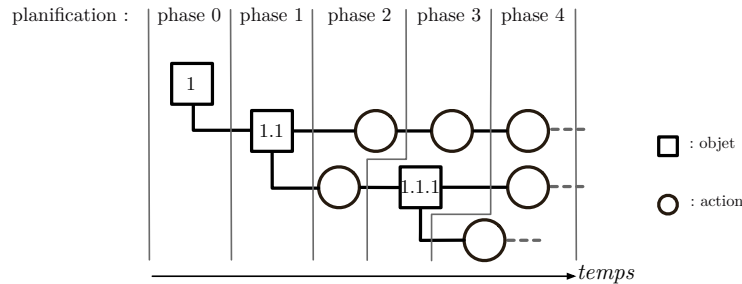 planification : phase 0 phase 1 phase 2 phase 3 phase 4
1
1.1
: objet
1.1.1
: action
temps